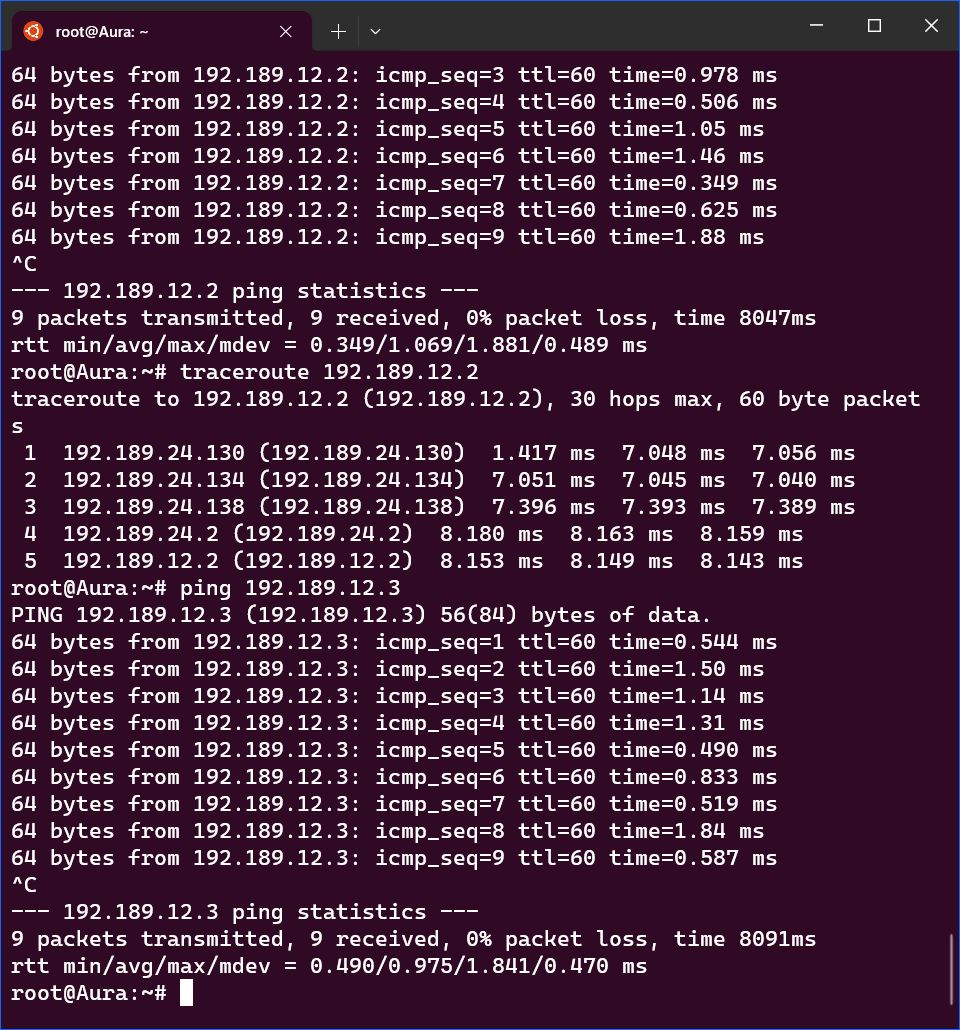 root@Aura: ~
64 bytes from 192.189.12.2: icmp_seq=3 ttl=60 time=0.978 ms
64 bytes from 192.189.12.2: icmp_seq=4 ttl=60 time=0.506 ms
64 bytes from 192.189.12.2: icmp_seq=5 ttl=60 time=1.05 ms
64 bytes from 192.189.12.2: icmp_seq=6 ttl=60 time=1.46 ms
64 bytes from 192.189.12.2: icmp_seq=7 ttl=60 time=0.349 ms
64 bytes from 192.189.12.2: icmp_seq=8 ttl=60 time=0.625 ms
64 bytes from 192.189.12.2: icmp_seq=9 ttl=60 time=1.88 ms
^C
--- 192.189.12.2 ping statistics ---
9 packets transmitted, 9 received, 0% packet loss, time 8047ms
rtt min/avg/max/mdev = 0.349/1.069/1.881/0.489 ms
root@Aura:~# traceroute 192.189.12.2
traceroute to 192.189.12.2 (192.189.12.2), 30 hops max, 60 byte packet
s
 1  192.189.24.130 (192.189.24.130)  1.417 ms  7.048 ms  7.056 ms
 2  192.189.24.134 (192.189.24.134)  7.051 ms  7.045 ms  7.040 ms
 3  192.189.24.138 (192.189.24.138)  7.396 ms  7.393 ms  7.389 ms
 4  192.189.24.2 (192.189.24.2)  8.180 ms  8.163 ms  8.159 ms
 5  192.189.12.2 (192.189.12.2)  8.153 ms  8.149 ms  8.143 ms
root@Aura:~# ping 192.189.12.3
PING 192.189.12.3 (192.189.12.3) 56(84) bytes of data.
64 bytes from 192.189.12.3: icmp_seq=1 ttl=60 time=0.544 ms
64 bytes from 192.189.12.3: icmp_seq=2 ttl=60 time=1.50 ms
64 bytes from 192.189.12.3: icmp_seq=3 ttl=60 time=1.14 ms
64 bytes from 192.189.12.3: icmp_seq=4 ttl=60 time=1.31 ms
64 bytes from 192.189.12.3: icmp_seq=5 ttl=60 time=0.490 ms
64 bytes from 192.189.12.3: icmp_seq=6 ttl=60 time=0.833 ms
64 bytes from 192.189.12.3: icmp_seq=7 ttl=60 time=0.519 ms
64 bytes from 192.189.12.3: icmp_seq=8 ttl=60 time=1.84 ms
64 bytes from 192.189.12.3: icmp_seq=9 ttl=60 time=0.587 ms
^C
--- 192.189.12.3 ping statistics ---
9 packets transmitted, 9 received, 0% packet loss, time 8091ms
rtt min/avg/max/mdev = 0.490/0.975/1.841/0.470 ms
root@Aura:~#